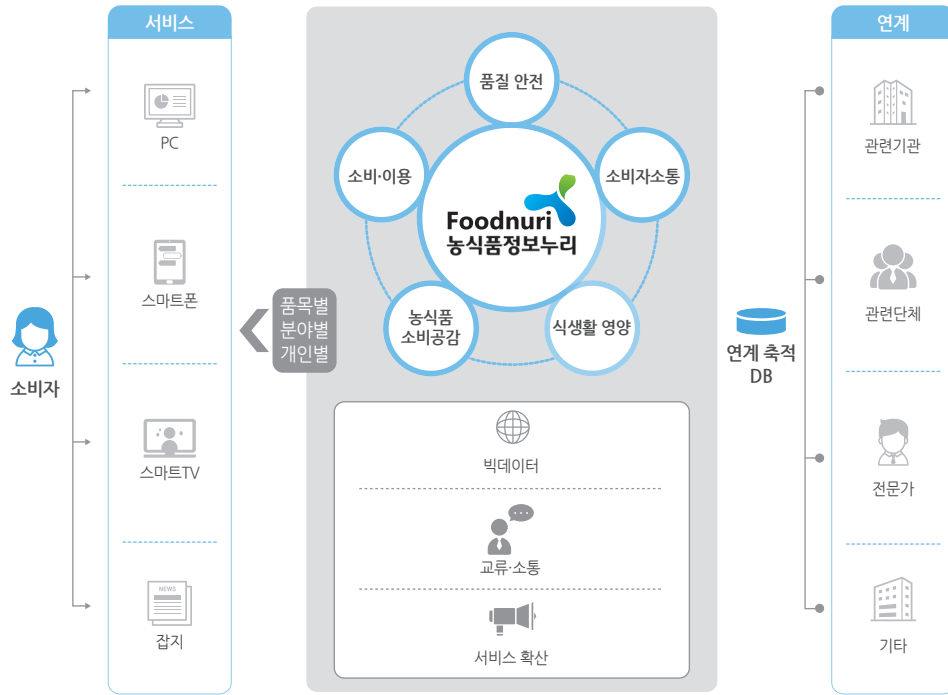 서비스
PC
스마트폰
스마트TV
NEWS
잡지
소비자
품목별
분야별
개인별
품질 안전
소비·이용
소비자소통
Foodnuri
농식품정보누리
농식품
소비공감
식생활 영양
빅데이터
교류·소통
서비스 확산
연계 축적
DB
연계
관련기관
관련단체
전문가
기타